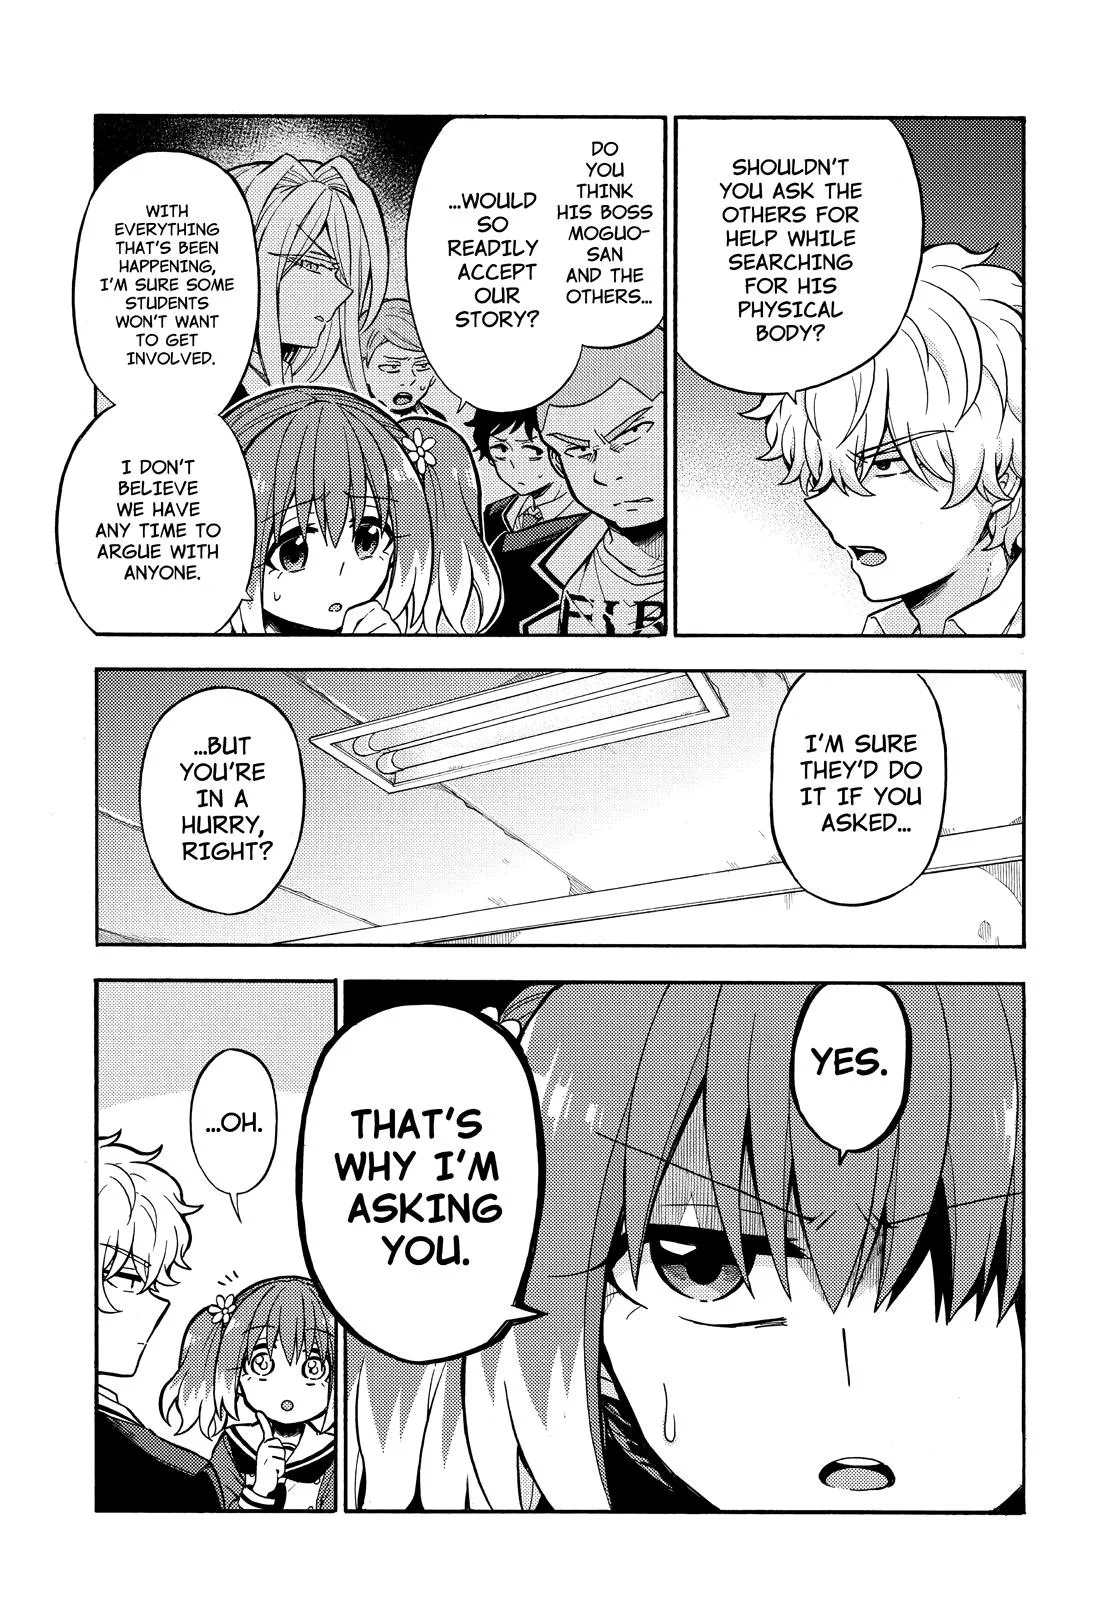 SHOULDN'T
YOU ASK THE
OTHERS FOR
HELP WHILE
SEARCHING
FOR HIS
PHYSICAL
BODY?
DO
YOU
THINK
HIS BOSS
MOGUO-
SAN
AND THE
OTHERS...
...WOULD
SO
READILY
ACCEPT
OUR
STORY?
WITH
EVERYTHING
THAT'S BEEN
HAPPENING,
I'M SURE SOME
STUDENTS
WON'T WANT
TO GET
INVOLVED.
I DON'T
BELIEVE
WE HAVE
ANY TIME TO
ARGUE WITH
ANYONE.
FIR
I'M SURE
THEY'D DO
IT IF YOU
ASKED...
...BUT
YOU'RE
IN A
HURRY,
RIGHT?
YES.
THAT'S
WHY I'M
ASKING
YOU.
...OH.